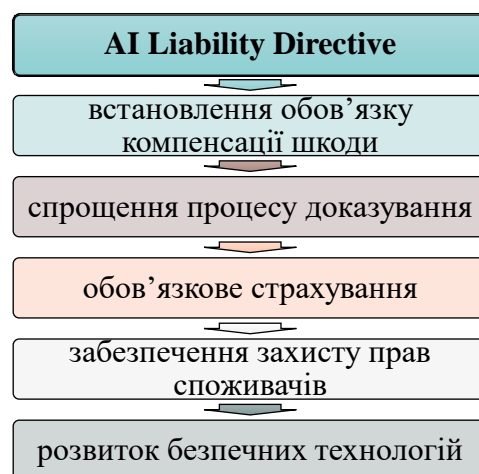 AI Liability Directive
встановлення обов’язку
компенсації шкоди
спрощення процесу доказування
обов’язкове страхування
забезпечення захисту прав
споживачів
розвиток безпечних технологій